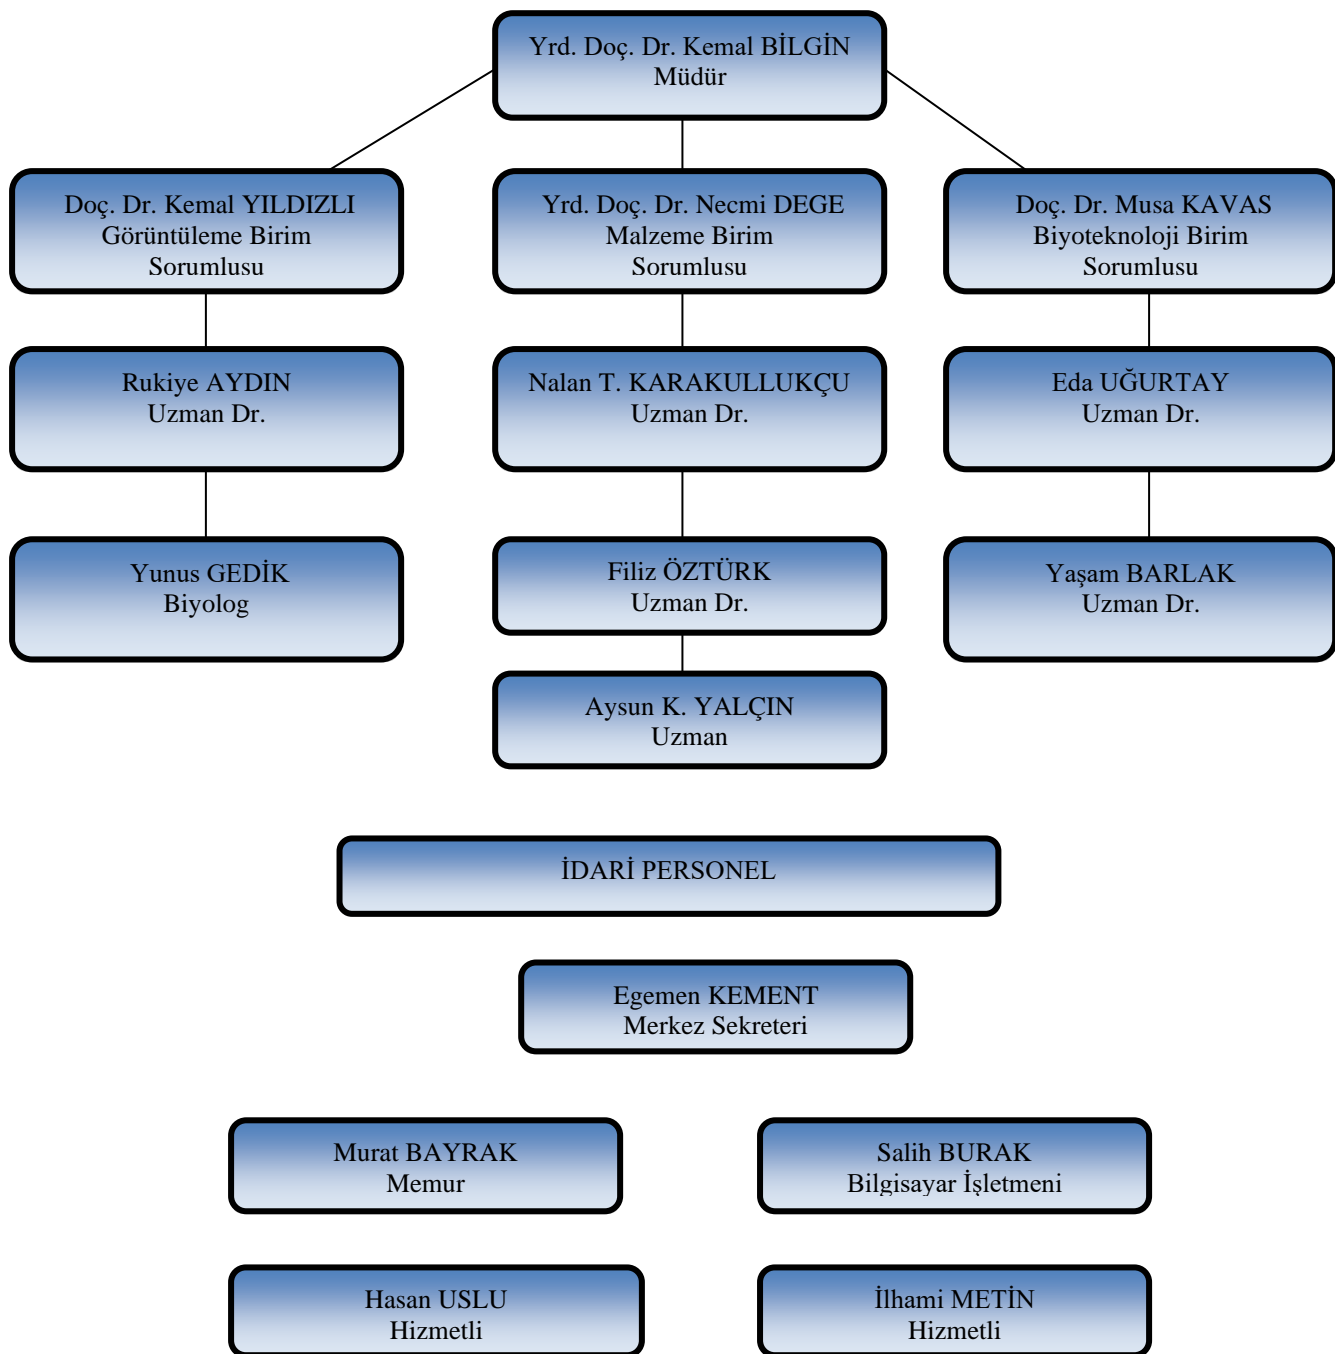 Yrd. Doç. Dr. Kemal BİLGİN
Müdür
Doç. Dr. Kemal YILDIZLI
Görüntüleme Birim
Sorumlusu
Yrd. Doç. Dr. Necmi DEGE
Malzeme Birim
Sorumlusu
Doç. Dr. Musa KAVAS
Biyoteknoloji Birim
Sorumlusu
Rukiye AYDIN
Uzman Dr.
Nalan T. KARAKULLUKÇU
Uzman Dr.
Eda UĞURTAY
Uzman Dr.
Yunus GEDİK
Biyolog
Filiz ÖZTÜRK
Uzman Dr.
Yaşam BARLAK
Uzman Dr.
Aysun K. YALÇIN
Uzman
İDARİ PERSONEL
Egemen KEMENT
Merkez Sekreteri
Murat BAYRAK
Memur
Salih BURAK
Bilgisayar İşletmeni
Hasan USLU
Hizmetli
İlhami METİN
Hizmetli